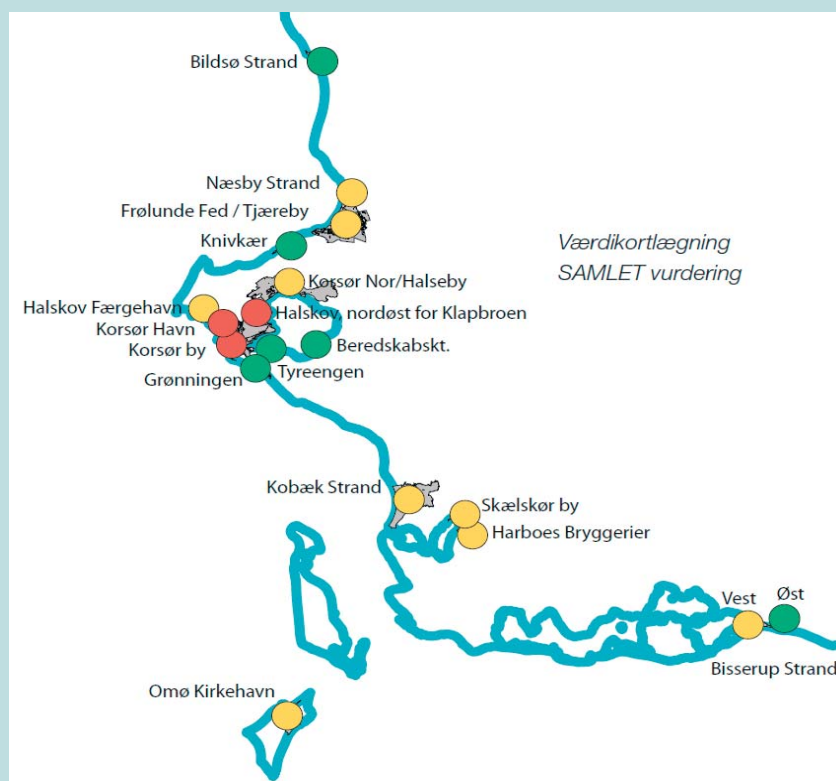 Bildsø Strand
Næsby Strand
Frølunde Fed / Tjæreby
Knivkær
Værdikortlægning
SAMLET vurdering
Korsør Nor/Halseby
Halskov Færgehavn
Halskov, nordøst for Klapbroen
Korsør Havn
Korsør by
Beredskabskt.
Grønningen
Tyreengen
Kobæk Strand
Skælskør by
Harboes Bryggerier
Vest
Øst
Bisserup Strand
Omø Kirkehavn